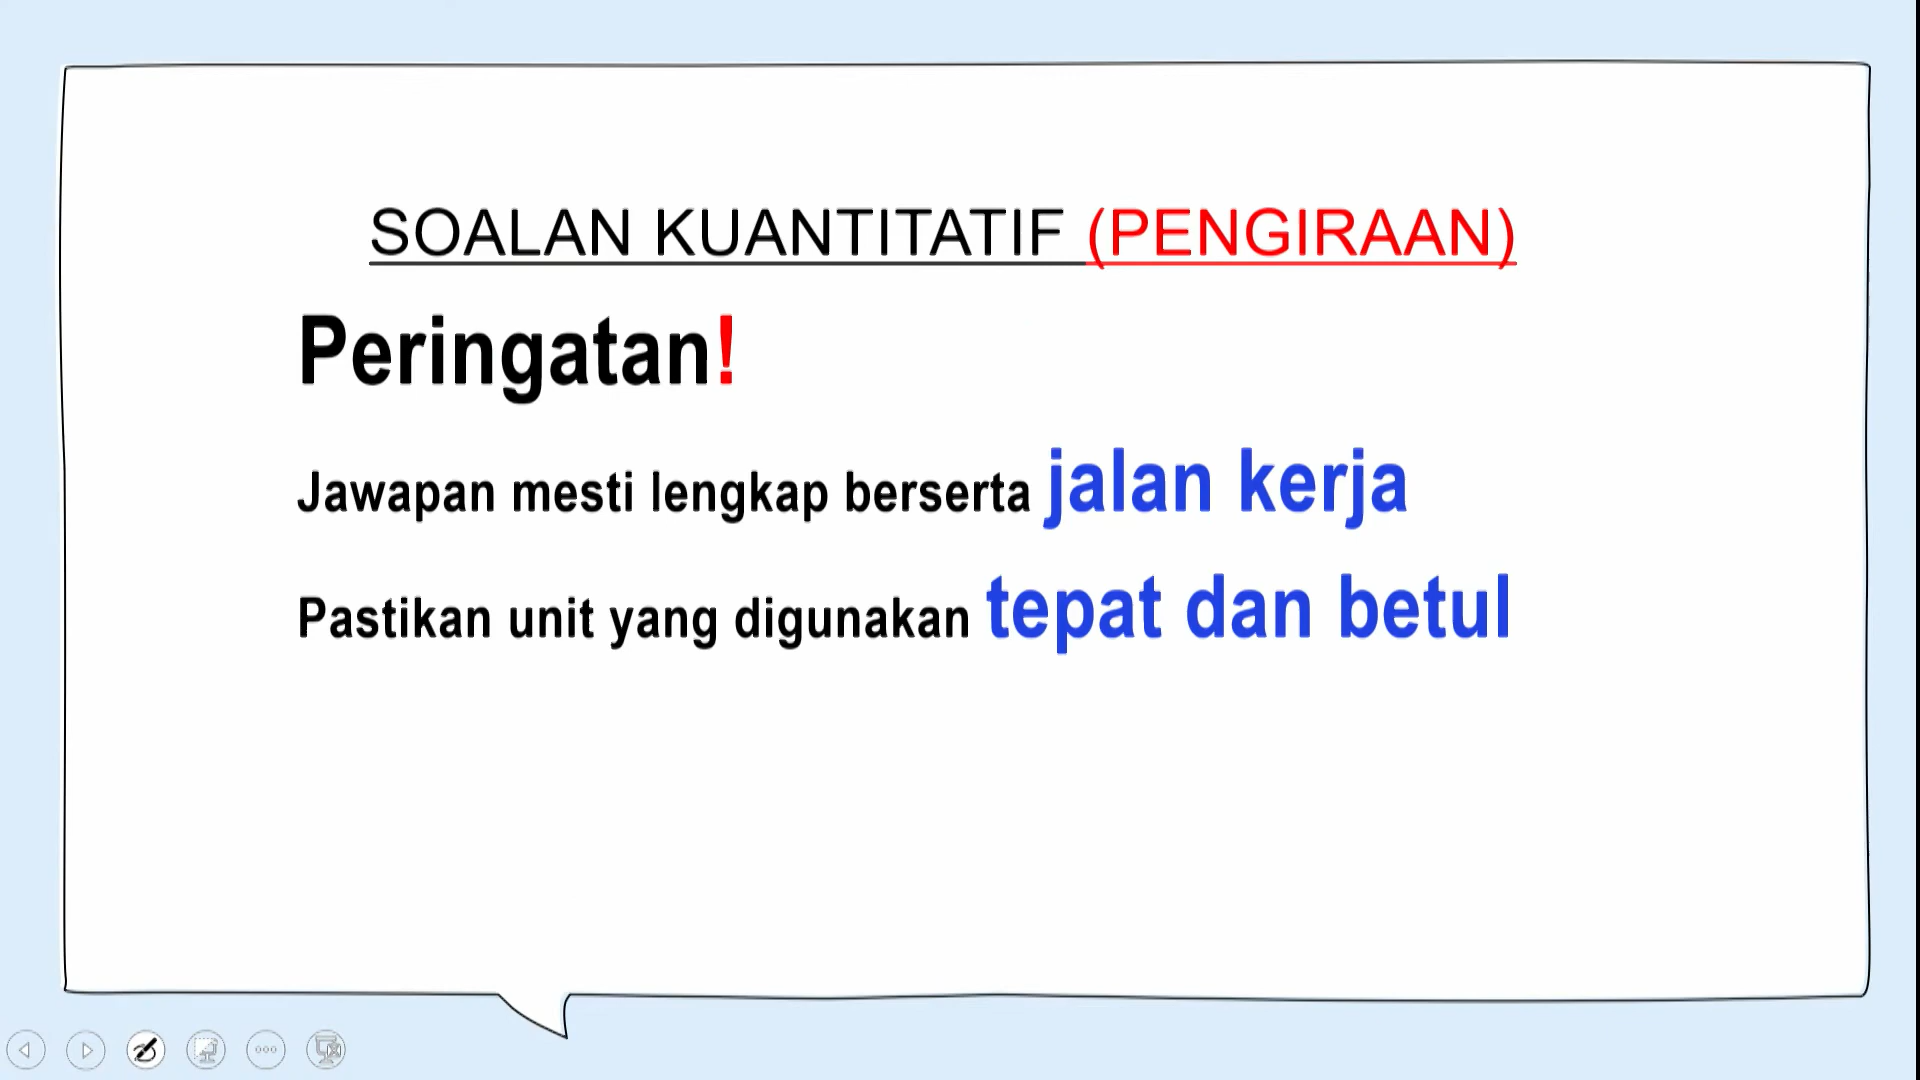 SOALAN KUANTITATIF (PENGIRAAN)
Peringatan!
Jawapan mesti lengkap berserta jalan kerja
Pastikan unit yang digunakan tepat dan betul